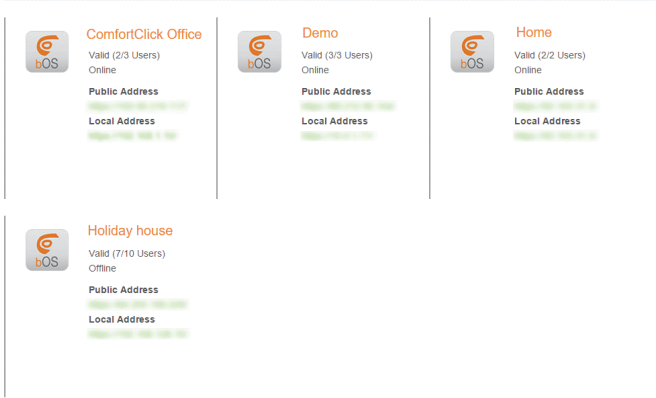 ComfortClick Office
bOS
Valid (2/3 Users)
Online
Public Address
Local Address
Demo
bOS
Valid (3/3 Users)
Online
Public Address
Local Address
Home
bOS
Valid (2/2 Users)
Online
Public Address
Local Address
Holiday house
bOS
Valid (7/10 Users)
Offline
Public Address
Local Address